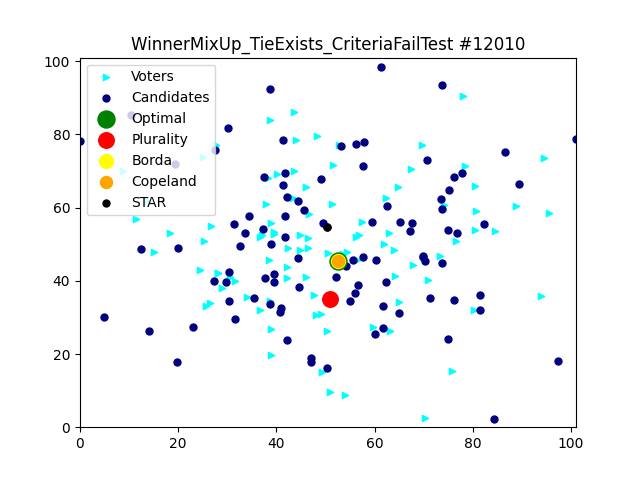 WinnerMixUp_TieExists_CriteriaFailTest #12010
100
80
60
40
20
0
Voters
Candidates
Optimal
Plurality
Borda
Copeland
STAR
0 20 40 60 80 100